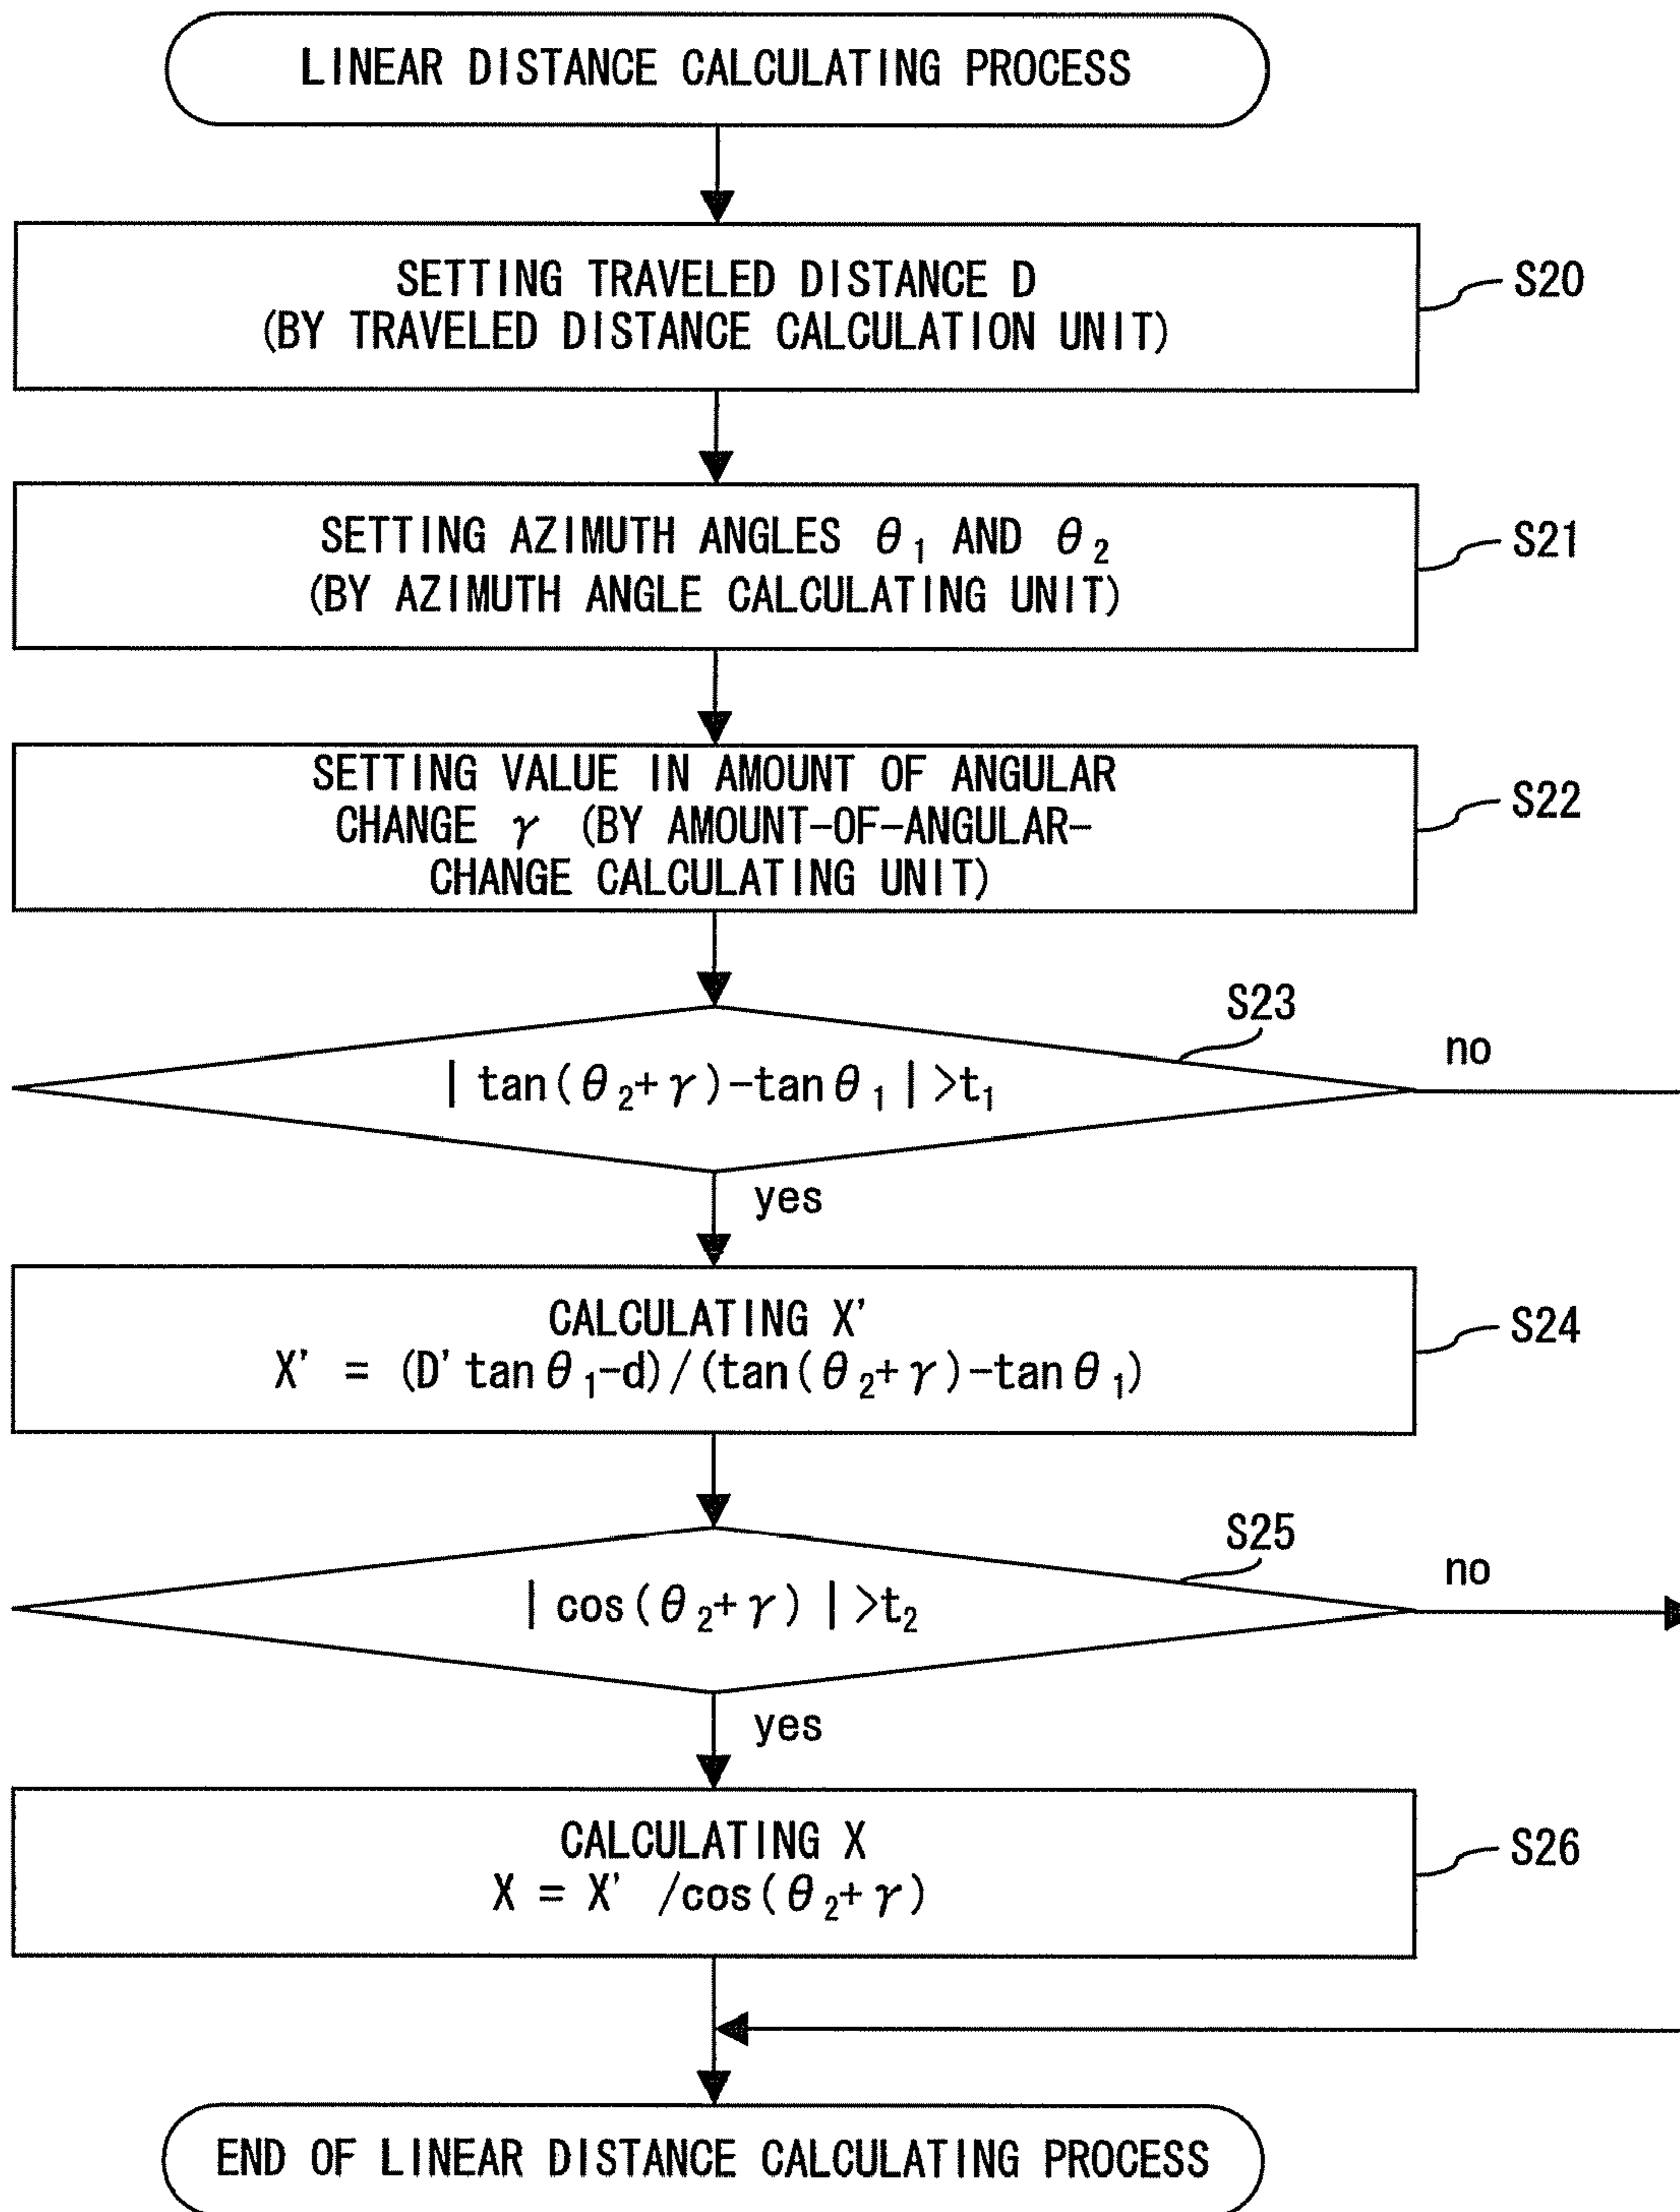 LINEAR DISTANCE CALCULATING PROCESS
SETTING TRAVELED DISTANCE D
(BY TRAVELED DISTANCE CALCULATION UNIT)
S20
SETTING AZIMUTH ANGLES θ₁ AND θ₂
(BY AZIMUTH ANGLE CALCULATING UNIT)
S21
SETTING VALUE IN AMOUNT OF ANGULAR
CHANGE γ (BY AMOUNT-OF-ANGULAR-
CHANGE CALCULATING UNIT)
S22
S23
|tan(θ₂+γ)-tanθ₁|>t₁
no
yes
CALCULATING X'
X' = (D'tanθ₁-d)/(tan(θ₂+γ)-tanθ₁)
S24
S25
|cos(θ₂+γ)|>t₂
no
yes
CALCULATING X
X = X' /cos(θ₂+γ)
S26
END OF LINEAR DISTANCE CALCULATING PROCESS